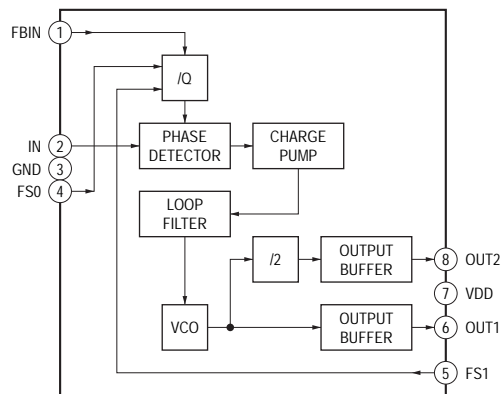 FBIN 1
/Q
IN 2
PHASE
DETECTOR
CHARGE
PUMP
GND 3
FS0 4
LOOP
FILTER
/2
OUTPUT
BUFFER
8 OUT2
7 VDD
VCO
OUTPUT
BUFFER
6 OUT1
5 FS1